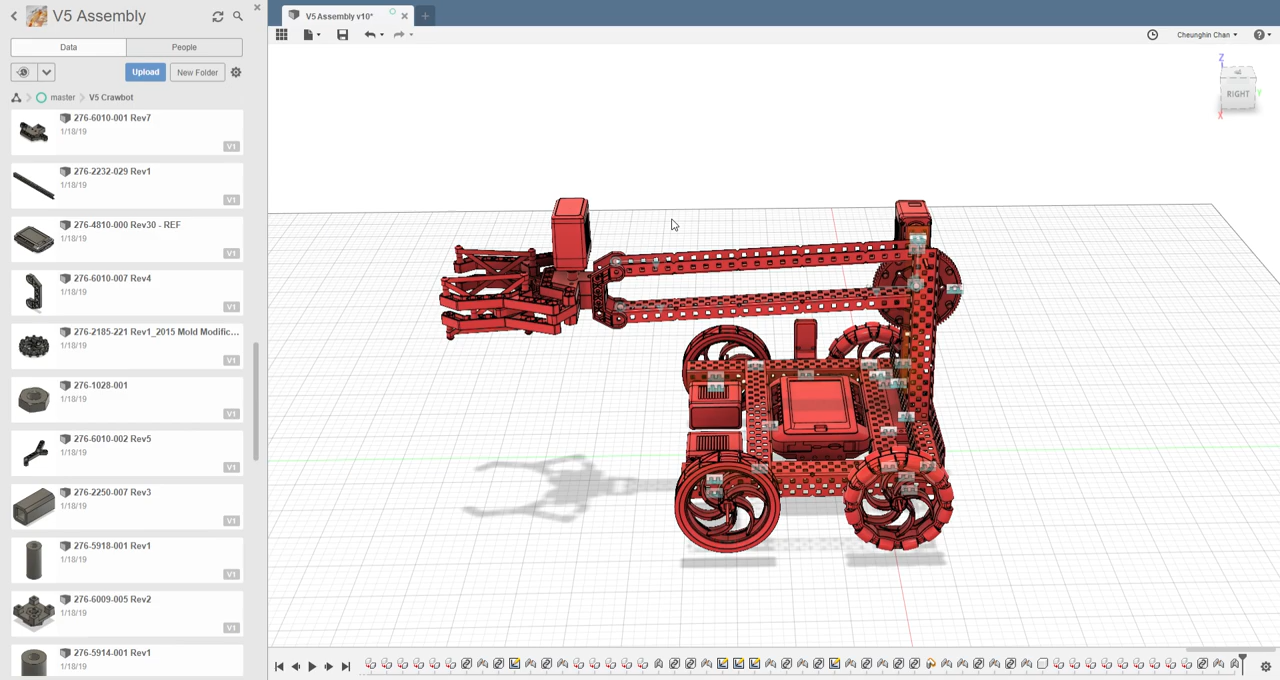 V5 Assembly
Data
People
Upload
New Folder
master
V5 Crawbot
276-6010-001 Rev7
1/18/19
V1
276-2232-029 Rev1
1/18/19
V1
276-4810-000 Rev30 - REF
1/18/19
V1
276-6010-007 Rev4
1/18/19
V1
276-2185-221 Rev1_2015 Mold Modific...
1/18/19
V1
276-1028-001
1/18/19
V1
276-6010-002 Rev5
1/18/19
V1
276-2250-007 Rev3
1/18/19
V1
276-5918-001 Rev1
1/18/19
V1
276-6009-005 Rev2
1/18/19
V1
276-5914-001 Rev1
1/18/19
V5 Assembly v10*
Cheunghin Chan
Z
RIGHT
Y
X